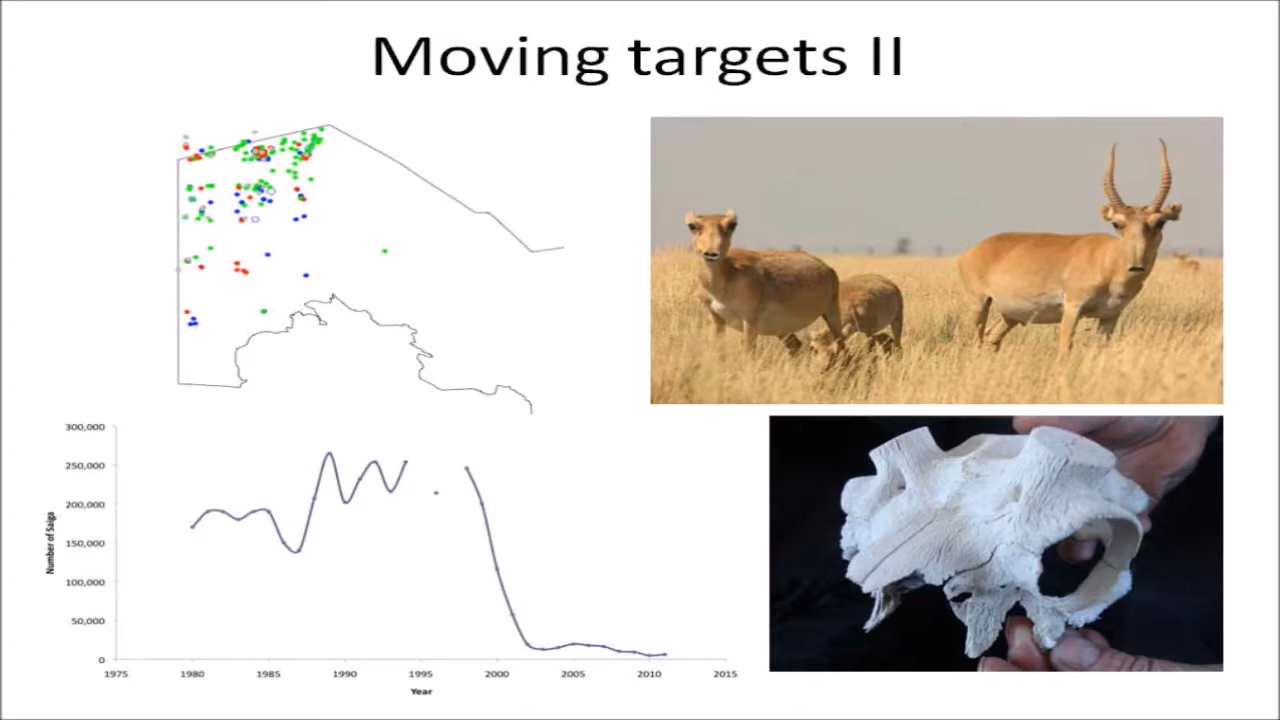 Moving targets II
300,000
250,000
200,000
150,000
100,000
50,000
0
Number of Saiga
1975 1980 1985 1990 1995 2000 2005 2010 2015
Year